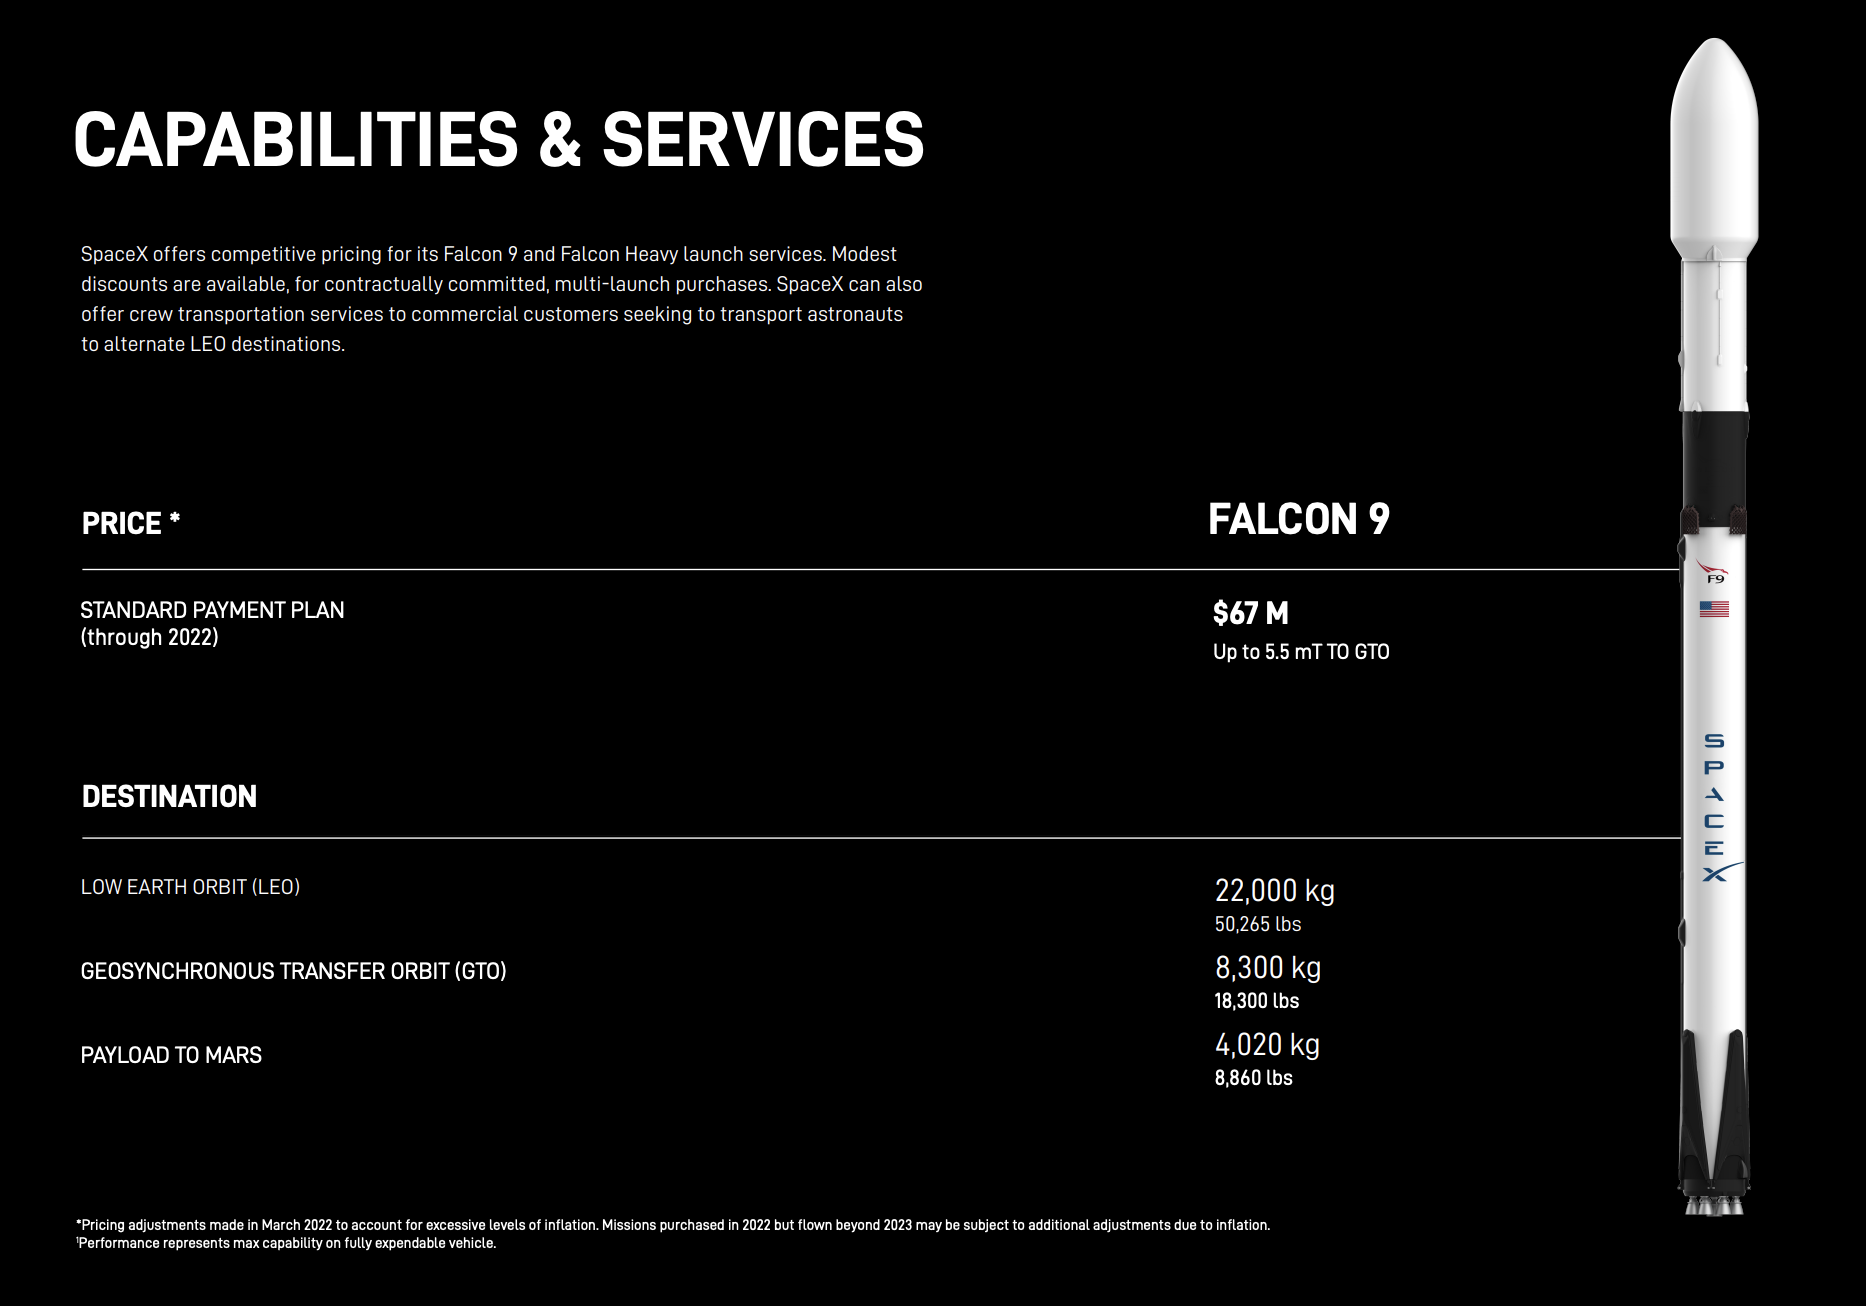 CAPABILITIES & SERVICES
SpaceX offers competitive pricing for its Falcon 9 and Falcon Heavy launch services. Modest
discounts are available, for contractually committed, multi-launch purchases. SpaceX can also
offer crew transportation services to commercial customers seeking to transport astronauts
to alternate LEO destinations.
PRICE *
FALCON 9
STANDARD PAYMENT PLAN
(through 2022)
$67 M
Up to 5.5 mT TO GTO
DESTINATION
LOW EARTH ORBIT (LEO)
22,000 kg
50,265 lbs
GEOSYNCHRONOUS TRANSFER ORBIT (GTO)
8,300 kg
18,300 lbs
PAYLOAD TO MARS
4,020 kg
8,860 lbs
*Pricing adjustments made in March 2022 to account for excessive levels of inflation. Missions purchased in 2022 but flown beyond 2023 may be subject to additional adjustments due to inflation.
¹Performance represents max capability on fully expendable vehicle.
F9
SPACEX